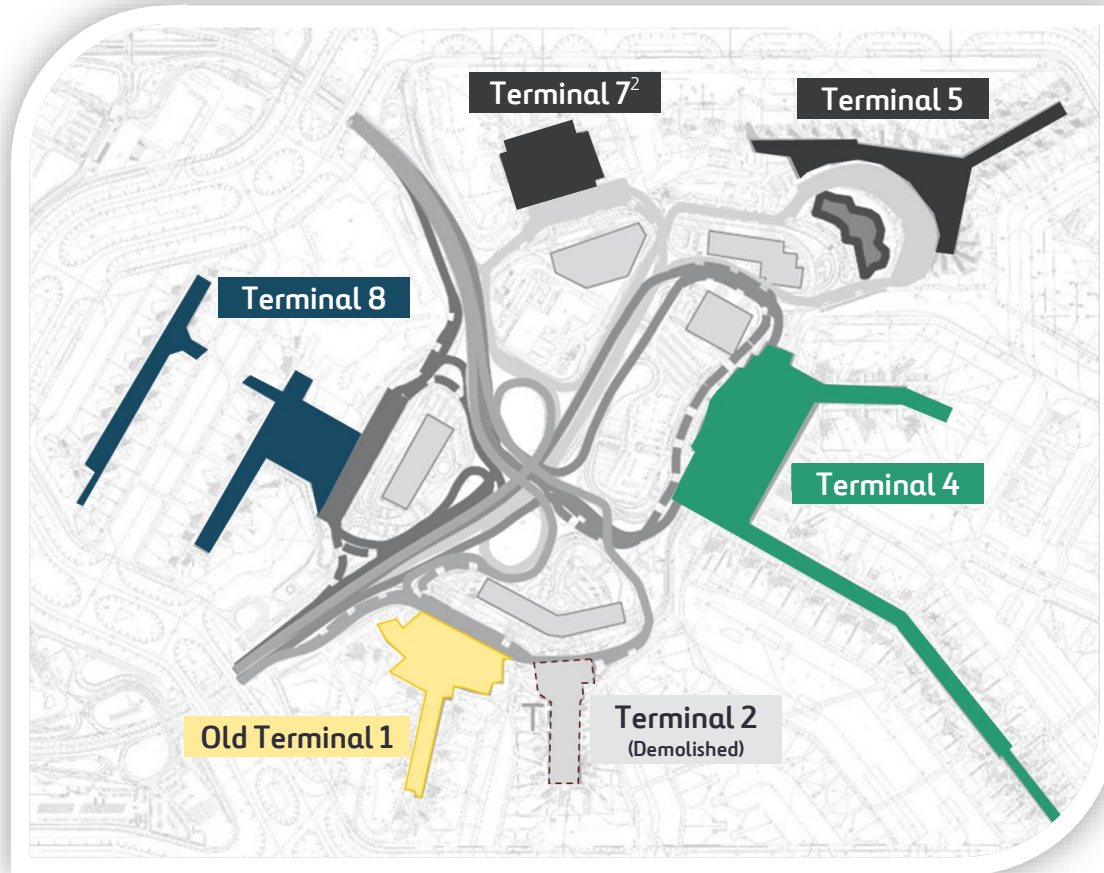 Terminal 7²
Terminal 5
Terminal 8
Terminal 4
Old Terminal 1
T
Terminal 2
(Demolished)